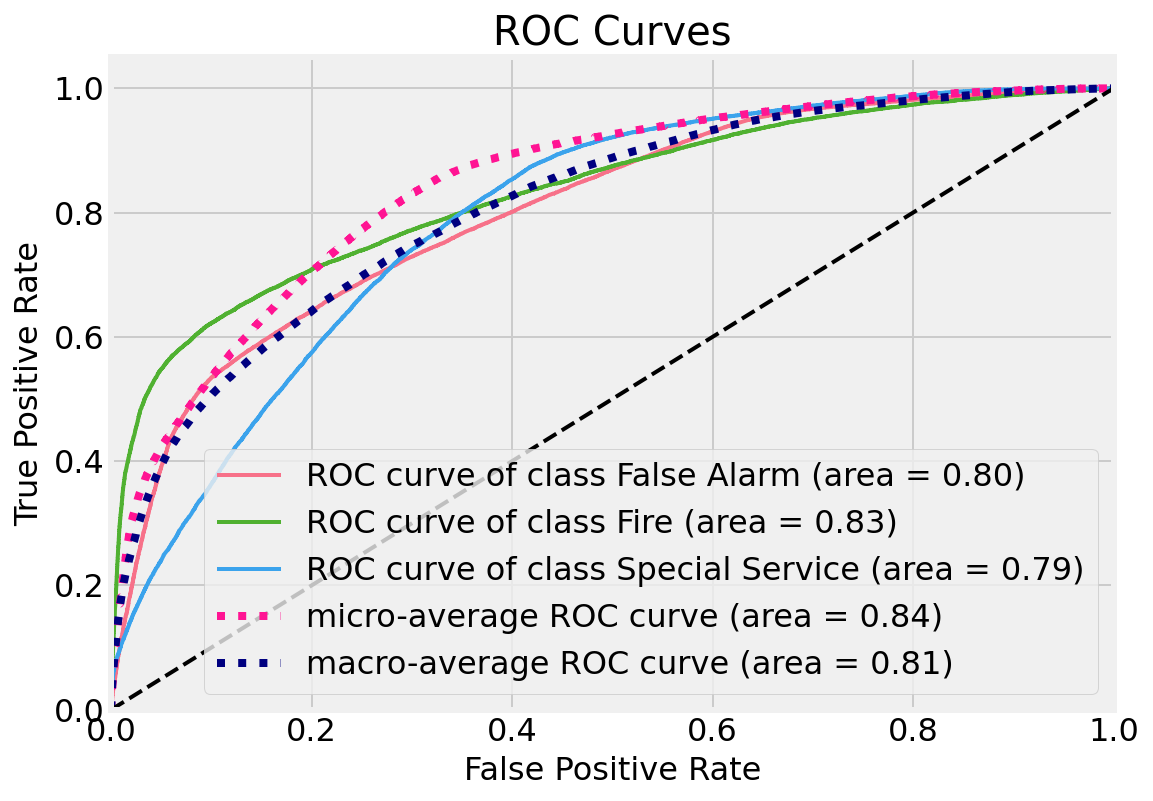 ROC Curves
True Positive Rate
1.0
0.8
0.6
0.4
0.2
0.0
ROC curve of class False Alarm (area = 0.80)
ROC curve of class Fire (area = 0.83)
ROC curve of class Special Service (area = 0.79)
micro-average ROC curve (area = 0.84)
macro-average ROC curve (area = 0.81)
0.0 0.2 0.4 0.6 0.8 1.0
False Positive Rate